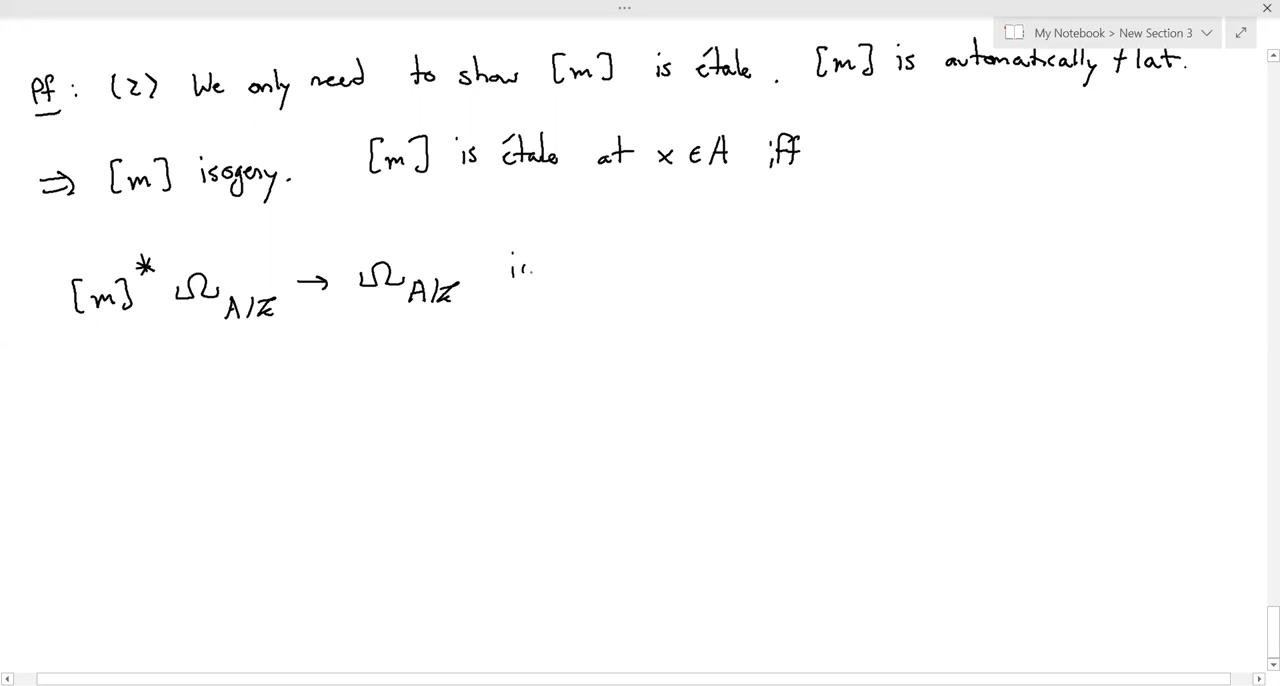 My Notebook > New Section 3
Pf : (2) We only need to show [m] is étale . [m] is automatically flat.
⇒ [m] isogeny. [m] is étale at x ∈ A iff
[m]^* Ω_{A/k} → Ω_{A/k}